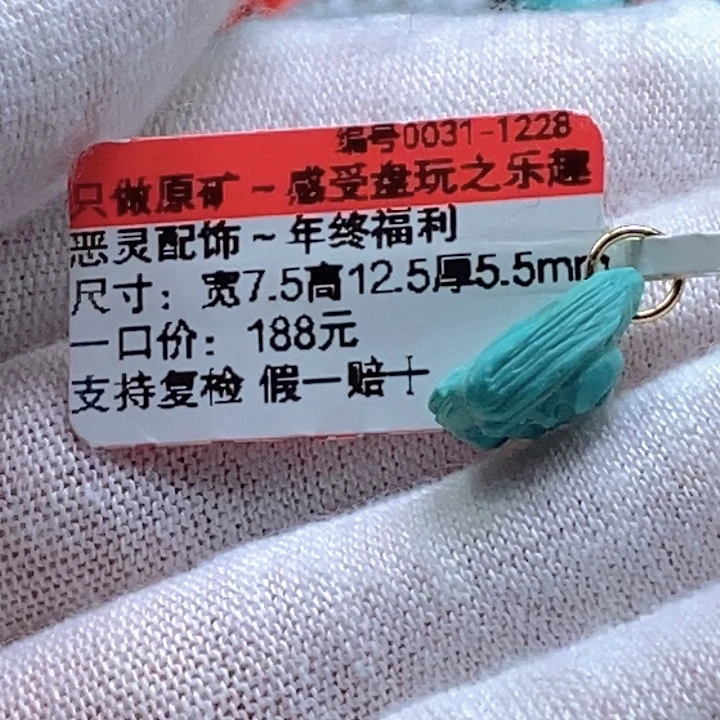 编号0031-1228
只做原矿~感受盘玩之乐趣
恶灵配饰~年终福利
尺寸：宽7.5高12.5厚5.5mm
一口价：188元
支持复检 假一赔十